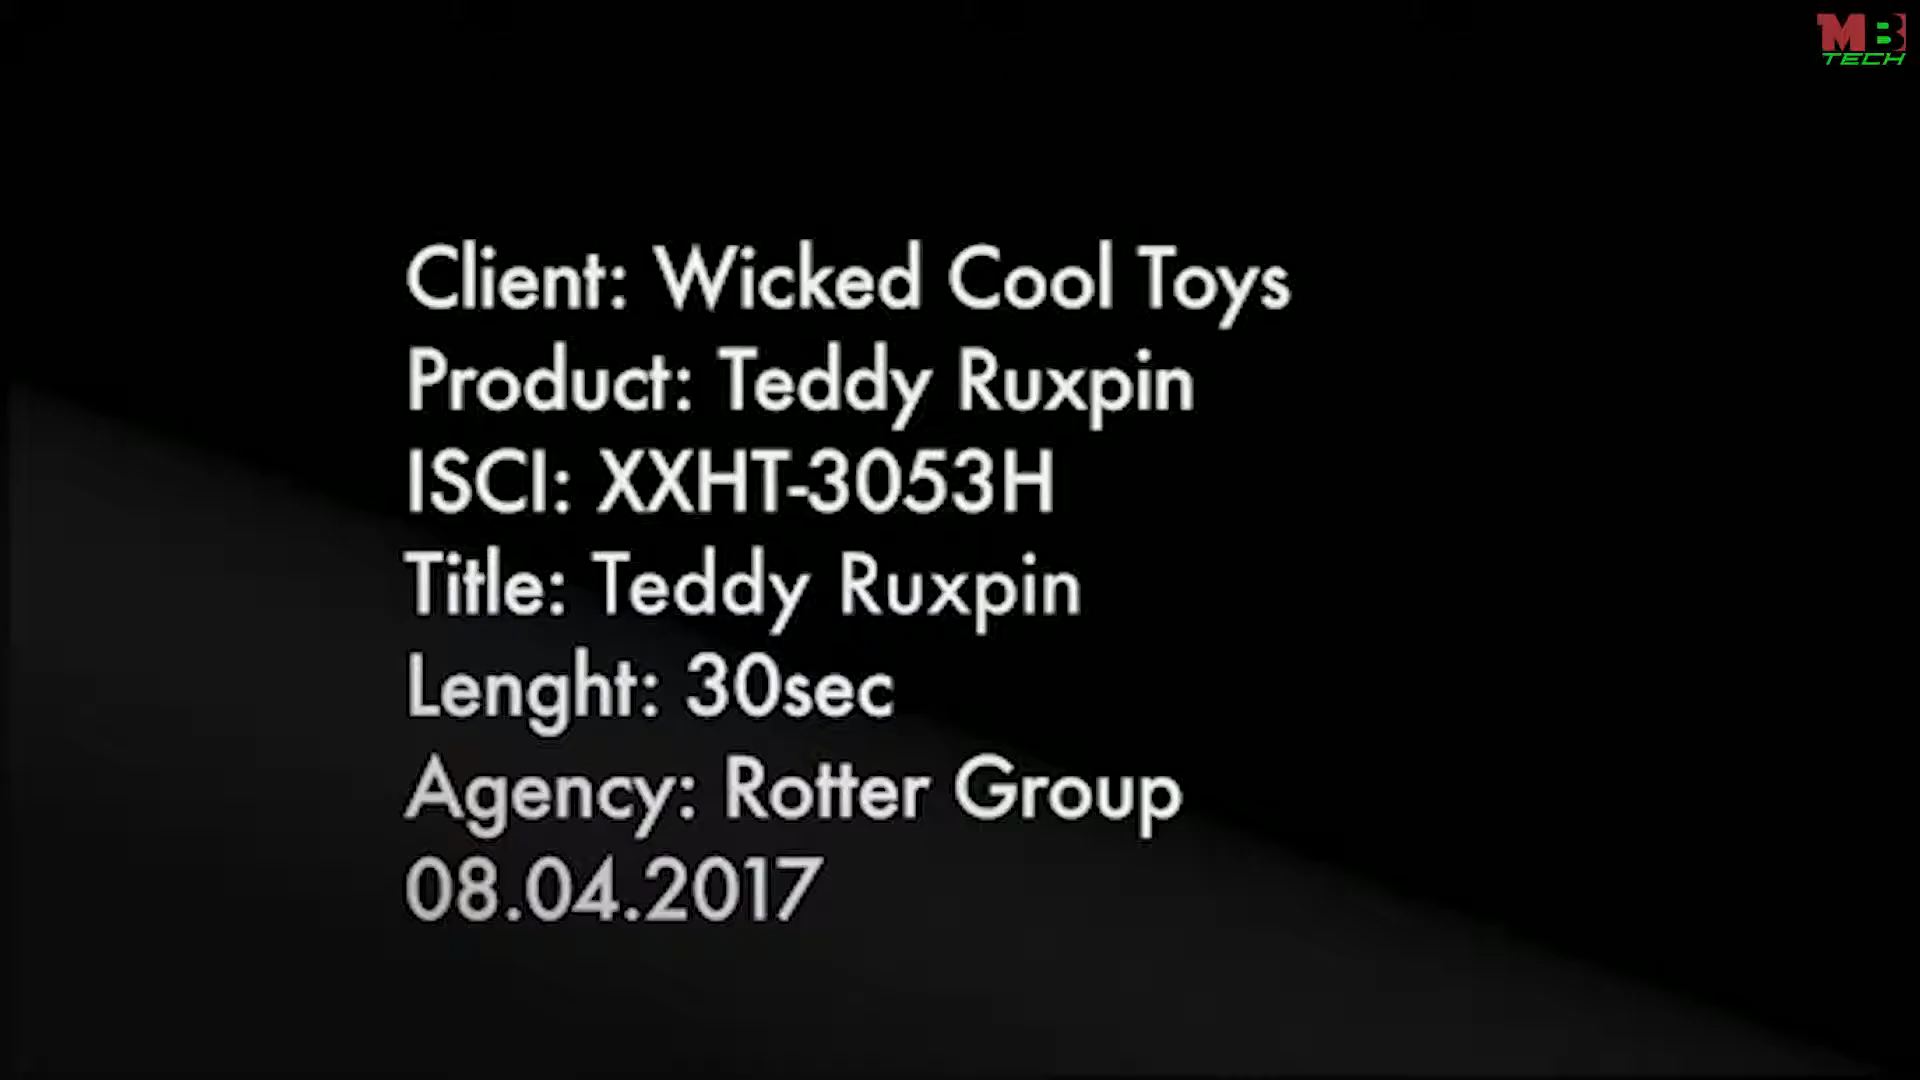 MB
TECH
Client: Wicked Cool Toys
Product: Teddy Ruxpin
ISCI: XXHT-3053H
Title: Teddy Ruxpin
Lenght: 30sec
Agency: Rotter Group
08.04.2017